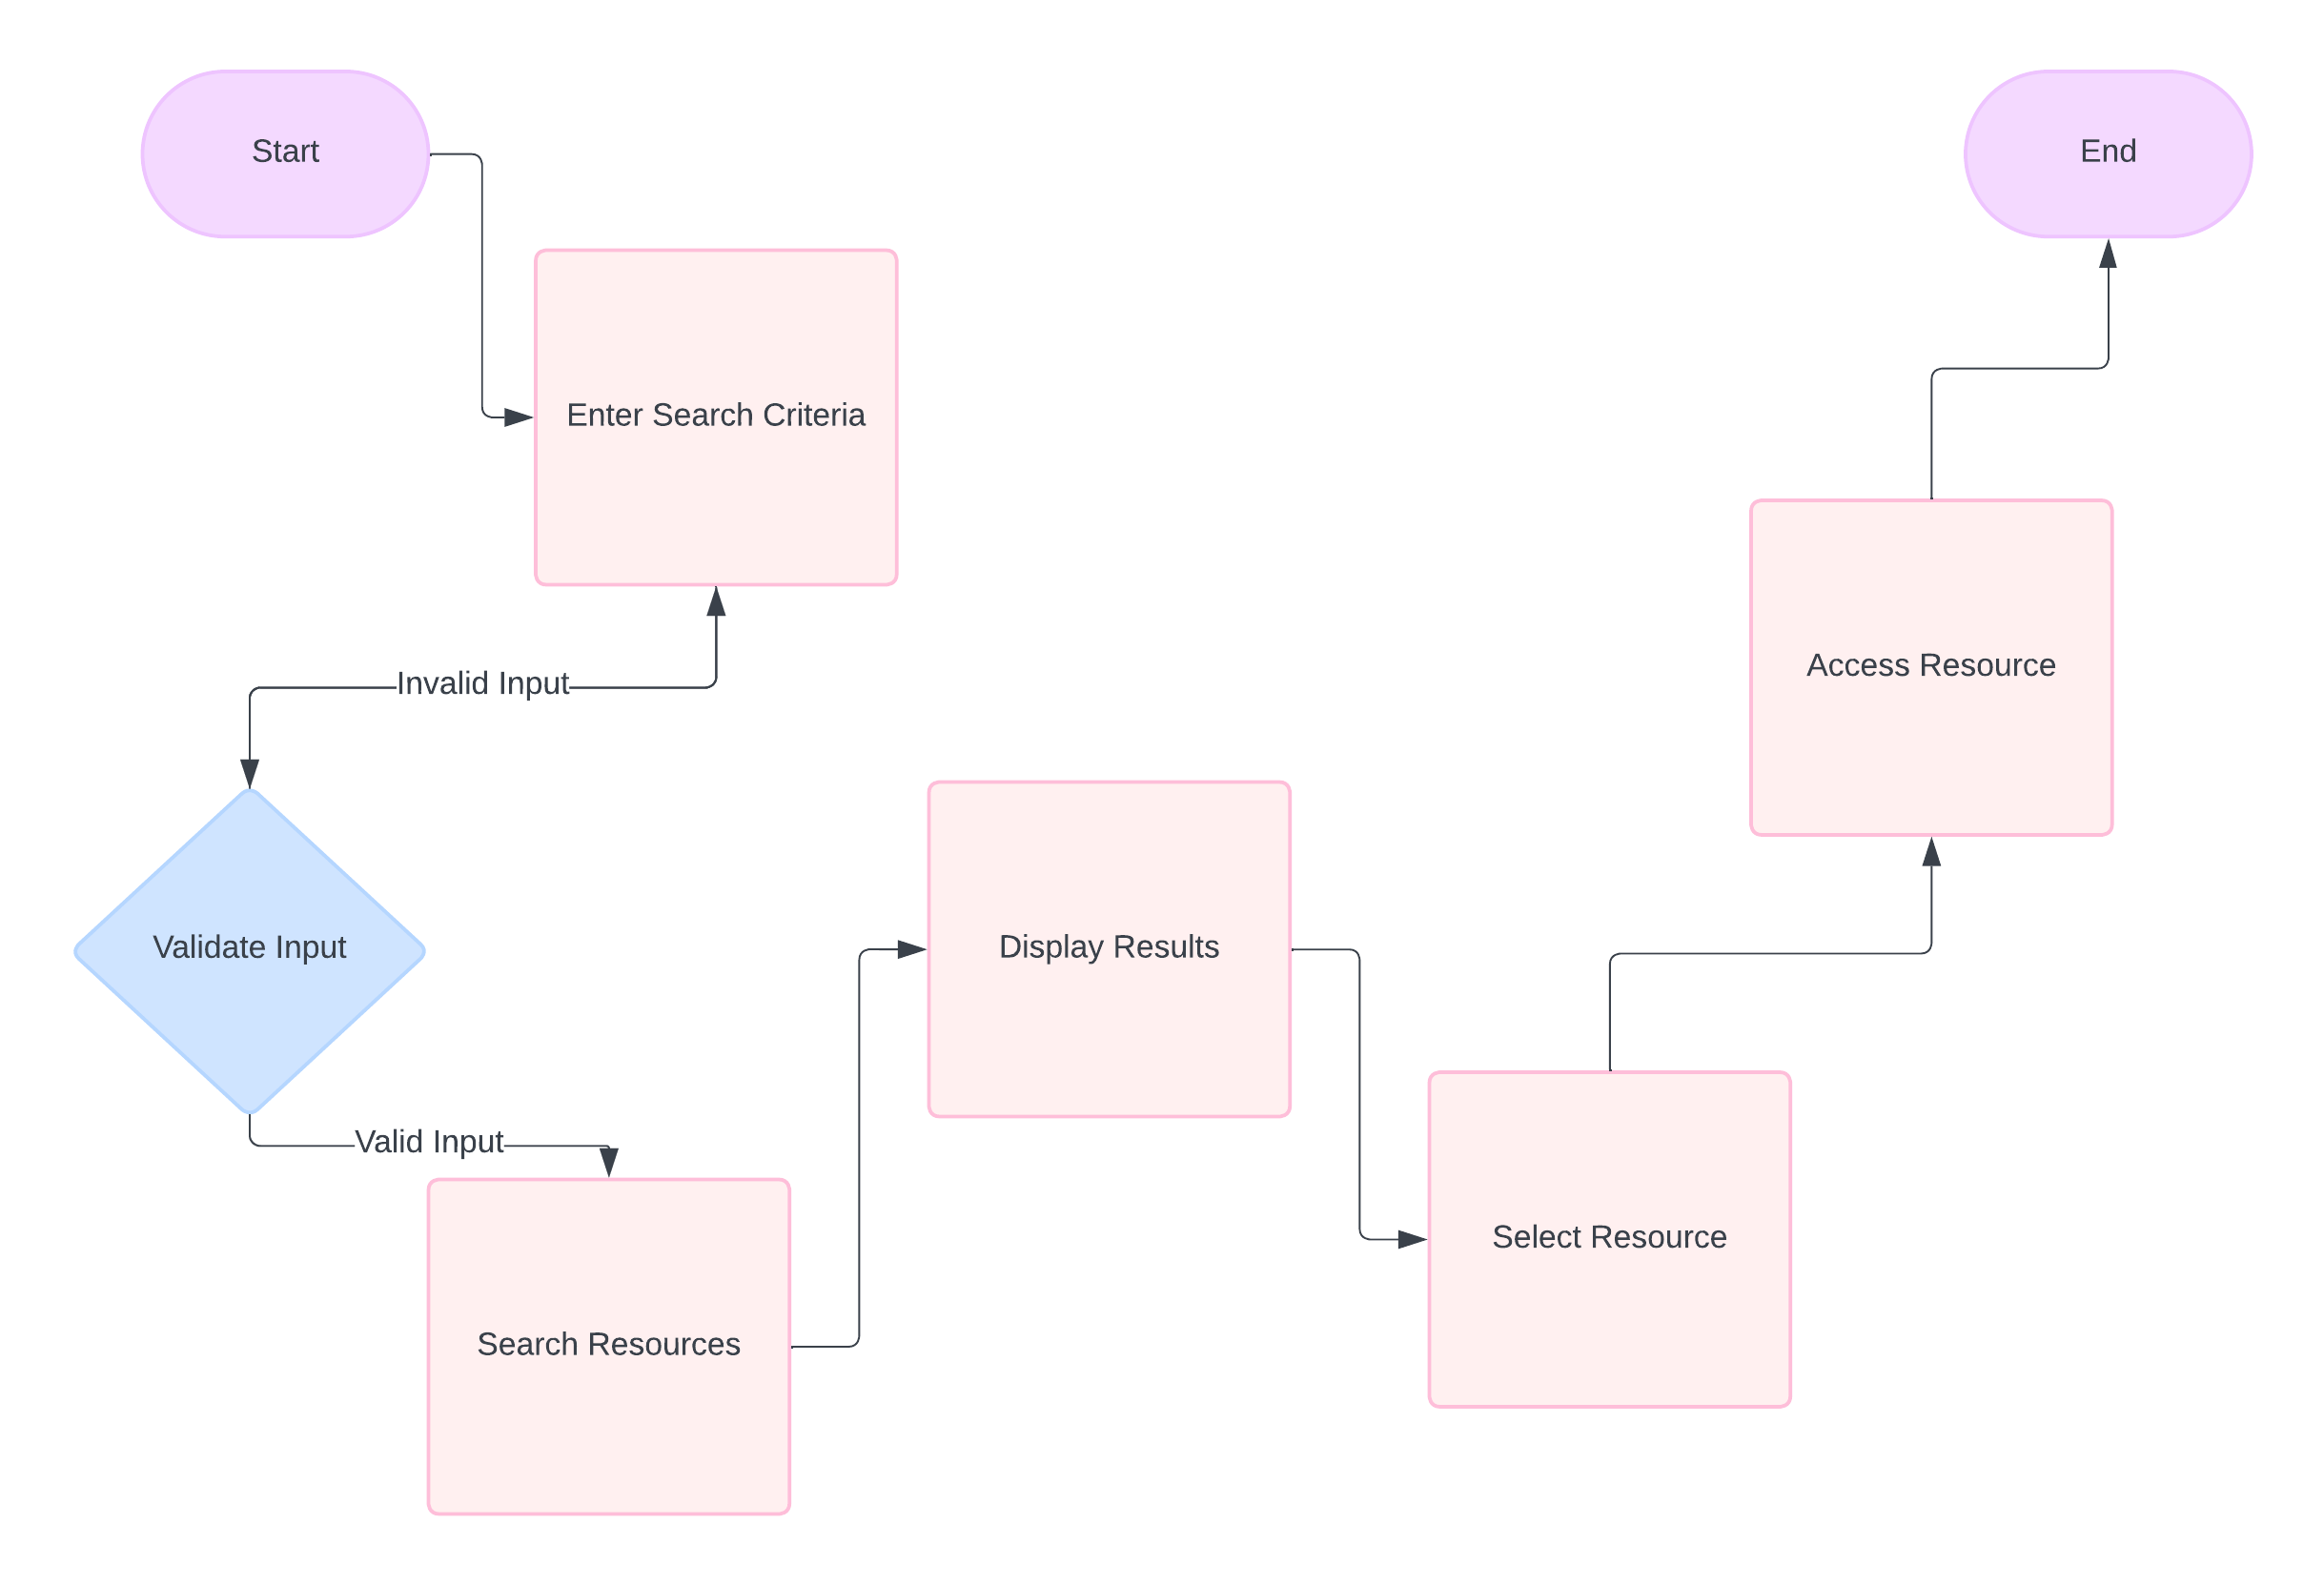 Start
End
Enter Search Criteria
Access Resource
Invalid Input
Validate Input
Display Results
Valid Input
Select Resource
Search Resources